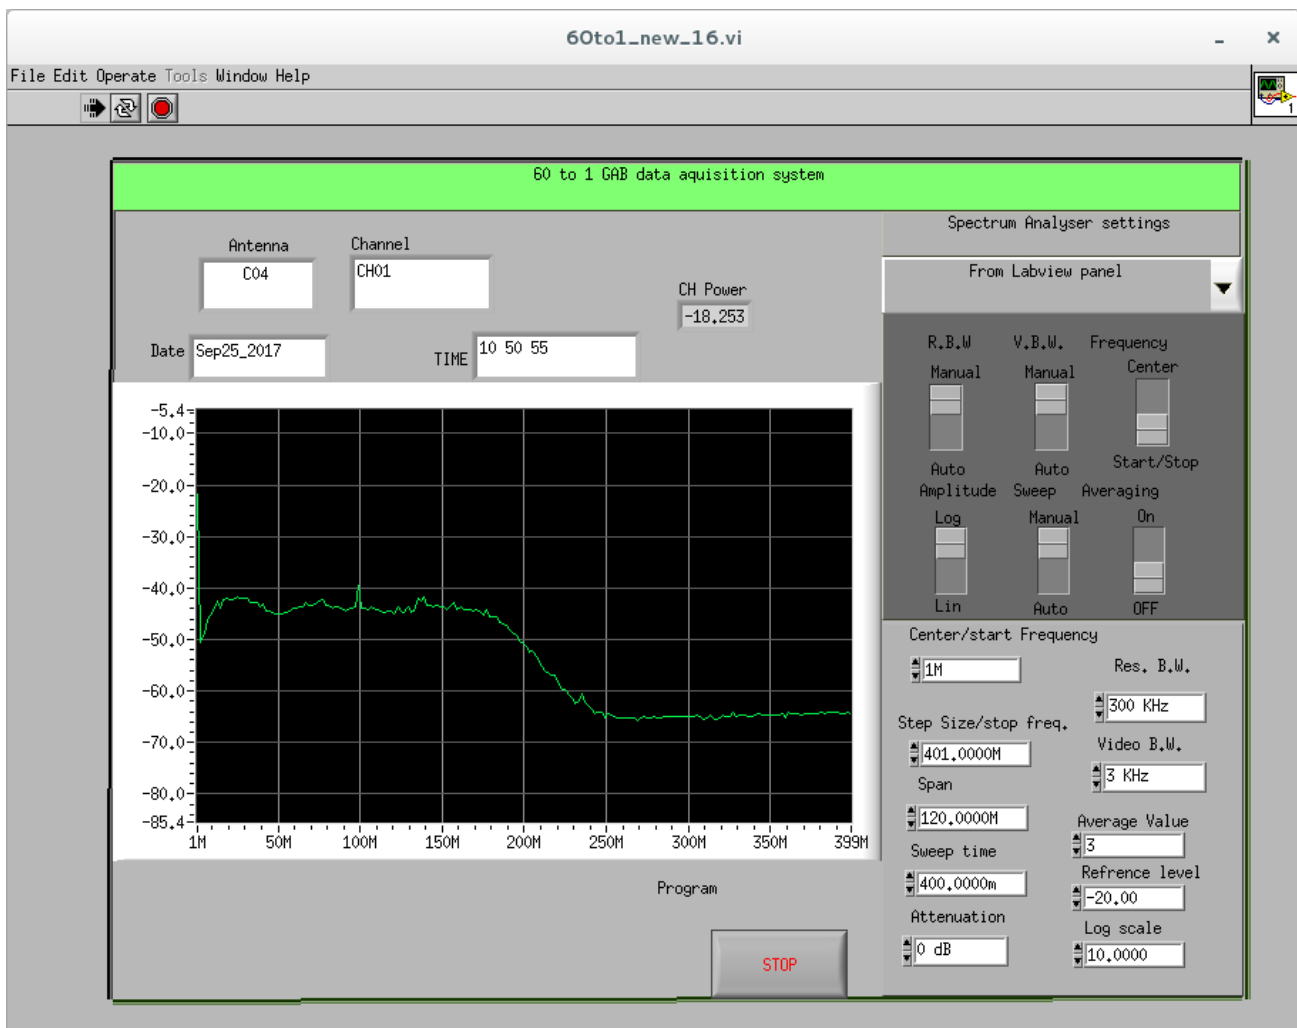 60to1_new_16.vi
File Edit Operate Tools Window Help
1
60 to 1 GAB data aquisition system
Antenna
C04
Channel
CH01
CH Power
-18.253
Date Sep25_2017
TIME 10 50 55
-5.4
-10.0
-20.0
-30.0
-40.0
-50.0
-60.0
-70.0
-80.0
-85.4
1M 50M 100M 150M 200M 250M 300M 350M 399M
Program
STOP
Spectrum Analyser settings
From Labview panel
R.B.W V.B.W. Frequency
Manual Manual Center
Auto Auto Start/Stop
Amplitude Sweep Averaging
Log Manual On
Lin Auto OFF
Center/start Frequency
1M
Res. B.W.
300 KHz
Step Size/stop freq.
401.0000M
Video B.W.
3 KHz
Span
120.0000M
Average Value
3
Sweep time
400.0000m
Refrence level
-20.00
Attenuation
0 dB
Log scale
10.0000